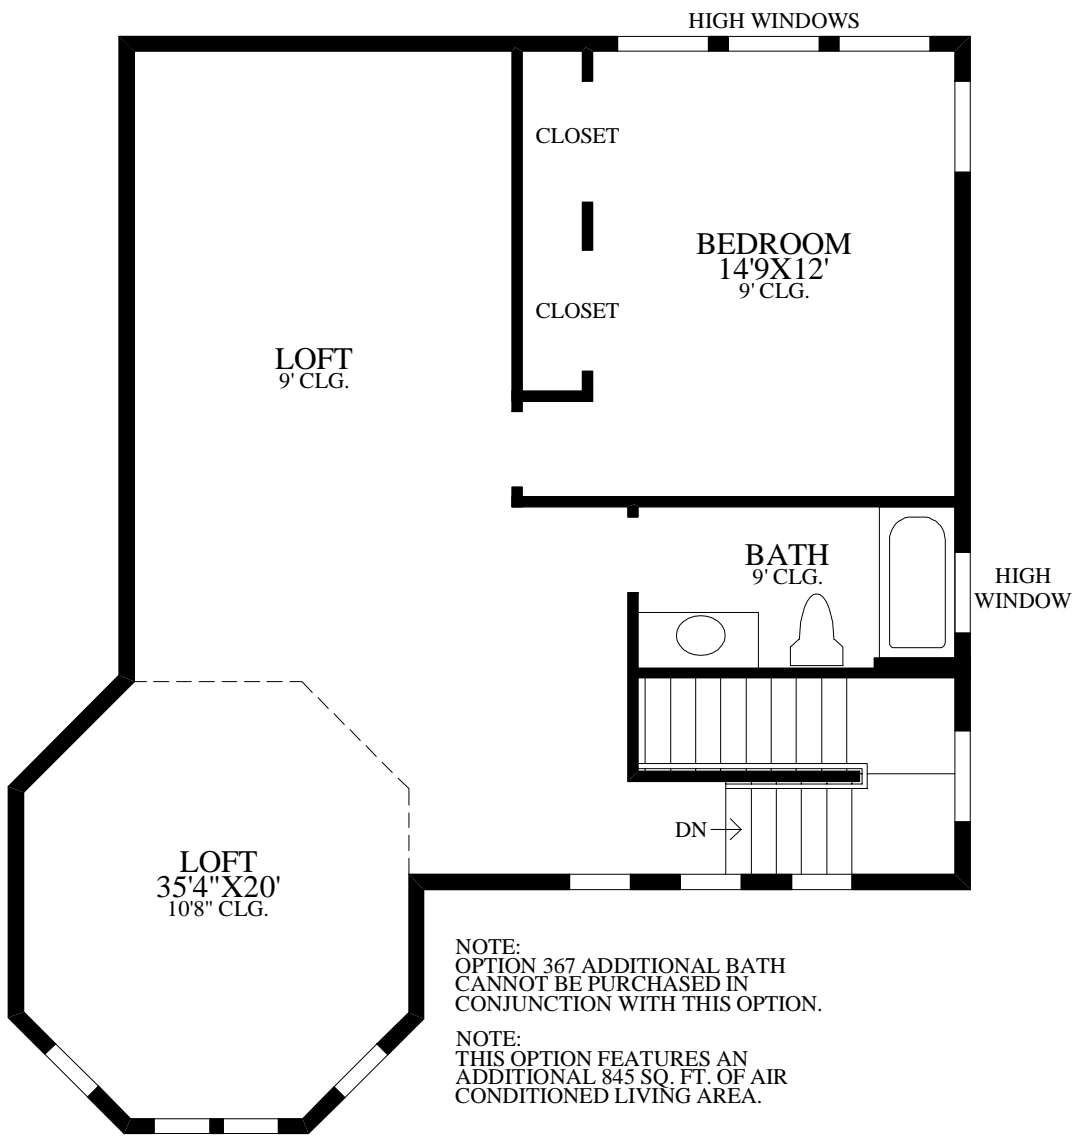 HIGH WINDOWS
CLOSET
BEDROOM
14'9X12'
9' CLG.
CLOSET
LOFT
9' CLG.
BATH
9' CLG.
HIGH
WINDOW
DN
LOFT
35'4"X20'
10'8" CLG.
NOTE:
OPTION 367 ADDITIONAL BATH
CANNOT BE PURCHASED IN
CONJUNCTION WITH THIS OPTION.
NOTE:
THIS OPTION FEATURES AN
ADDITIONAL 845 SQ. FT. OF AIR
CONDITIONED LIVING AREA.